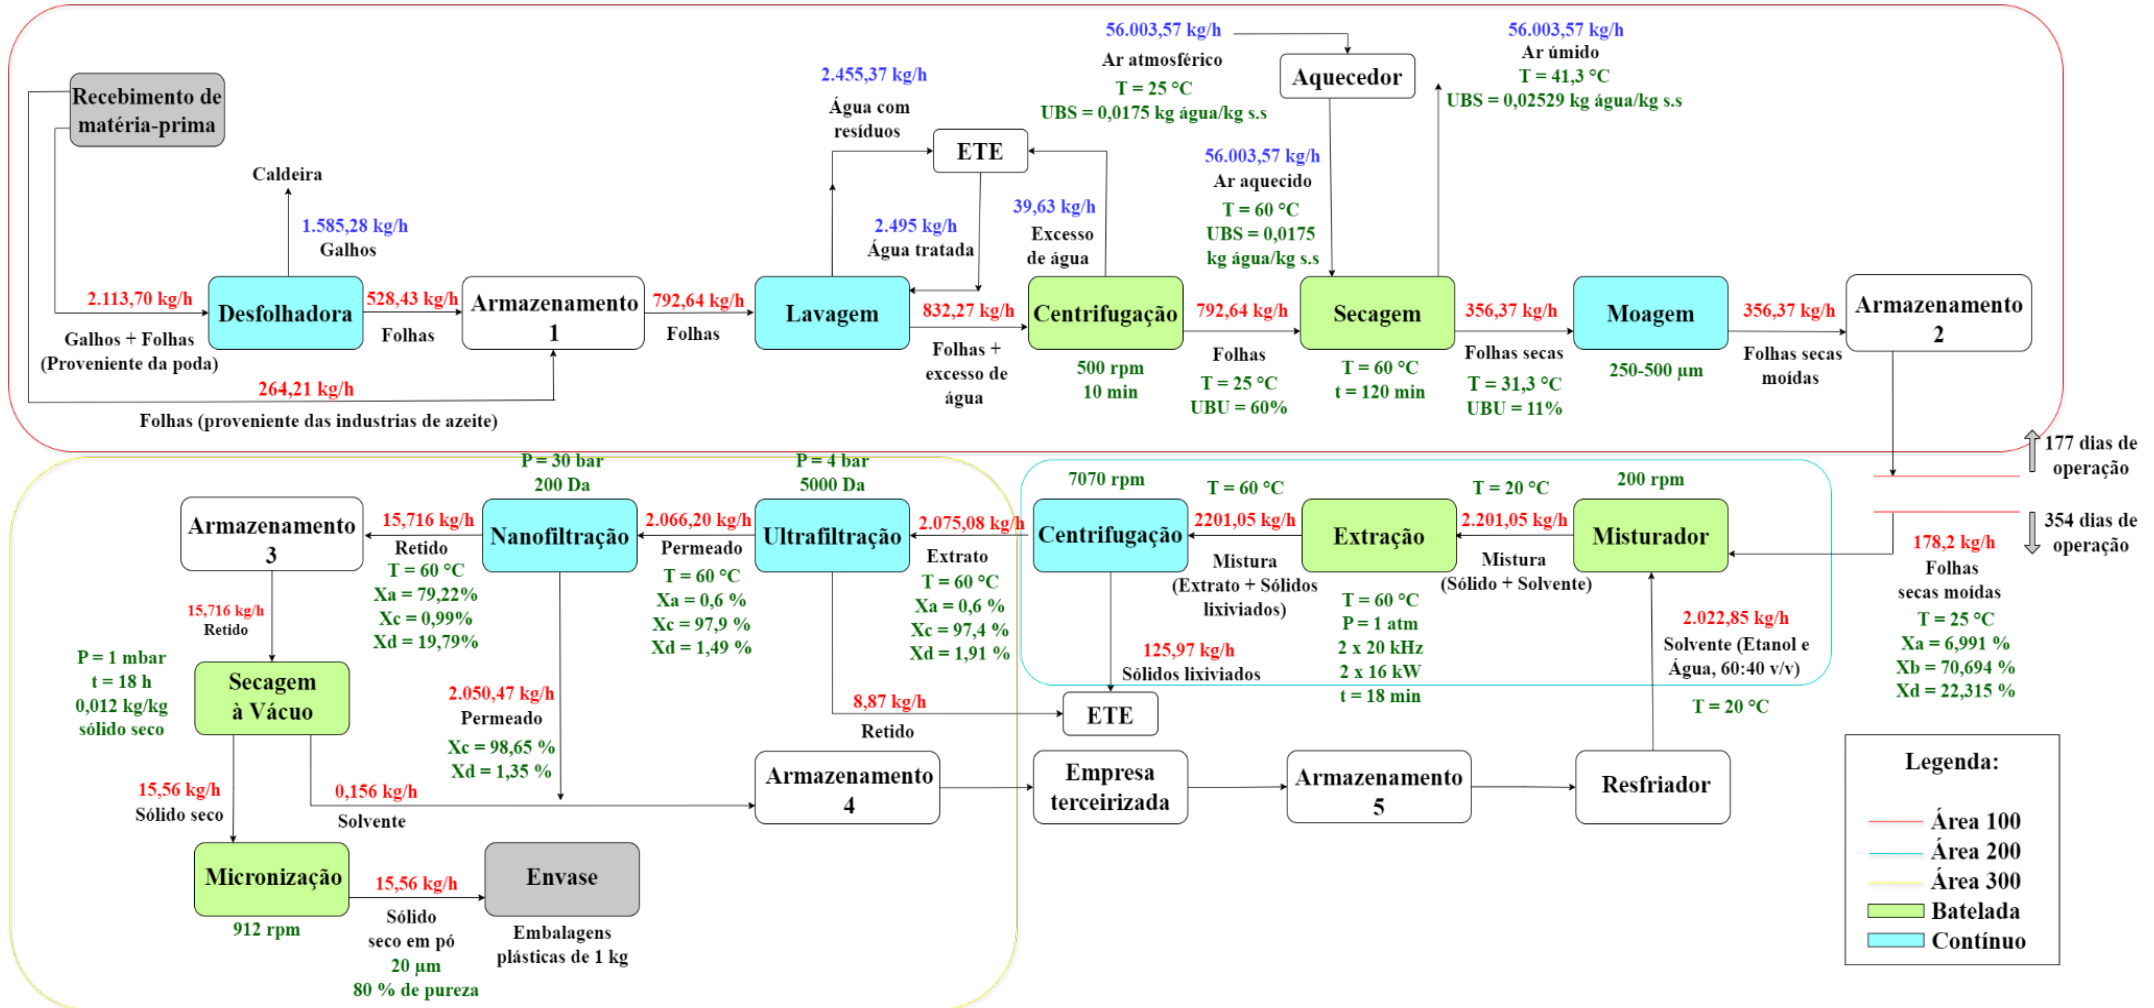 Recebimento de
matéria-prima
Caldeira
1.585,28 kg/h
Galhos
2.113,70 kg/h
Galhos + Folhas
(Proveniente da poda)
Desfolhadora
528,43 kg/h
Folhas
264,21 kg/h
Folhas (proveniente das industrias de azeite)
Armazenamento
1
792,64 kg/h
Folhas
2.455,37 kg/h
Água com
resíduos
ETE
2.495 kg/h
Água tratada
Lavagem
832,27 kg/h
Folhas +
excesso de
água
39,63 kg/h
Excesso
de água
Centrifugação
500 rpm
10 min
792,64 kg/h
Folhas
T = 25 °C
UBU = 60%
56.003,57 kg/h
Ar atmosférico
T = 25 °C
UBS = 0,0175 kg água/kg s.s
Aquecedor
56.003,57 kg/h
Ar aquecido
T = 60 °C
UBS = 0,0175
kg água/kg s.s
56.003,57 kg/h
Ar úmido
T = 41,3 °C
UBS = 0,02529 kg água/kg s.s
Secagem
T = 60 °C
t = 120 min
356,37 kg/h
Folhas secas
T = 31,3 °C
UBU = 11%
Moagem
250-500 µm
356,37 kg/h
Folhas secas
moídas
Armazenamento
2
177 dias de
operação
354 dias de
operação
178,2 kg/h
Folhas
secas moídas
T = 25 °C
Xa = 6,991 %
Xb = 70,694 %
Xd = 22,315 %
200 rpm
Misturador
2.022,85 kg/h
Solvente (Etanol e
Água, 60:40 v/v)
T = 20 °C
T = 20 °C
2.201,05 kg/h
Mistura
(Sólido + Solvente)
Extração
T = 60 °C
P = 1 atm
2 x 20 kHz
2 x 16 kW
t = 18 min
T = 60 °C
2201,05 kg/h
Mistura
(Extrato + Sólidos
lixiviados)
7070 rpm
Centrifugação
125,97 kg/h
Sólidos lixiviados
ETE
2.075,08 kg/h
Extrato
T = 60 °C
Xa = 0,6 %
Xc = 97,4 %
Xd = 1,91 %
P = 4 bar
5000 Da
Ultrafiltração
8,87 kg/h
Retido
2.066,20 kg/h
Permeado
T = 60 °C
Xa = 0,6 %
Xc = 97,9 %
Xd = 1,49 %
P = 30 bar
200 Da
Nanofiltração
2.050,47 kg/h
Permeado
Xc = 98,65 %
Xd = 1,35 %
15,716 kg/h
Retido
T = 60 °C
Xa = 79,22%
Xc = 0,99%
Xd = 19,79%
Armazenamento
3
15,716 kg/h
Retido
P = 1 mbar
t = 18 h
0,012 kg/kg
sólido seco
Secagem
à Vácuo
15,56 kg/h
Sólido seco
0,156 kg/h
Solvente
Armazenamento
4
Empresa
terceirizada
Armazenamento
5
Resfriador
Micronização
912 rpm
15,56 kg/h
Sólido
seco em pó
20 µm
80 % de pureza
Envase
Embalagens
plásticas de 1 kg
Legenda:
Área 100
Área 200
Área 300
Batelada
Contínuo